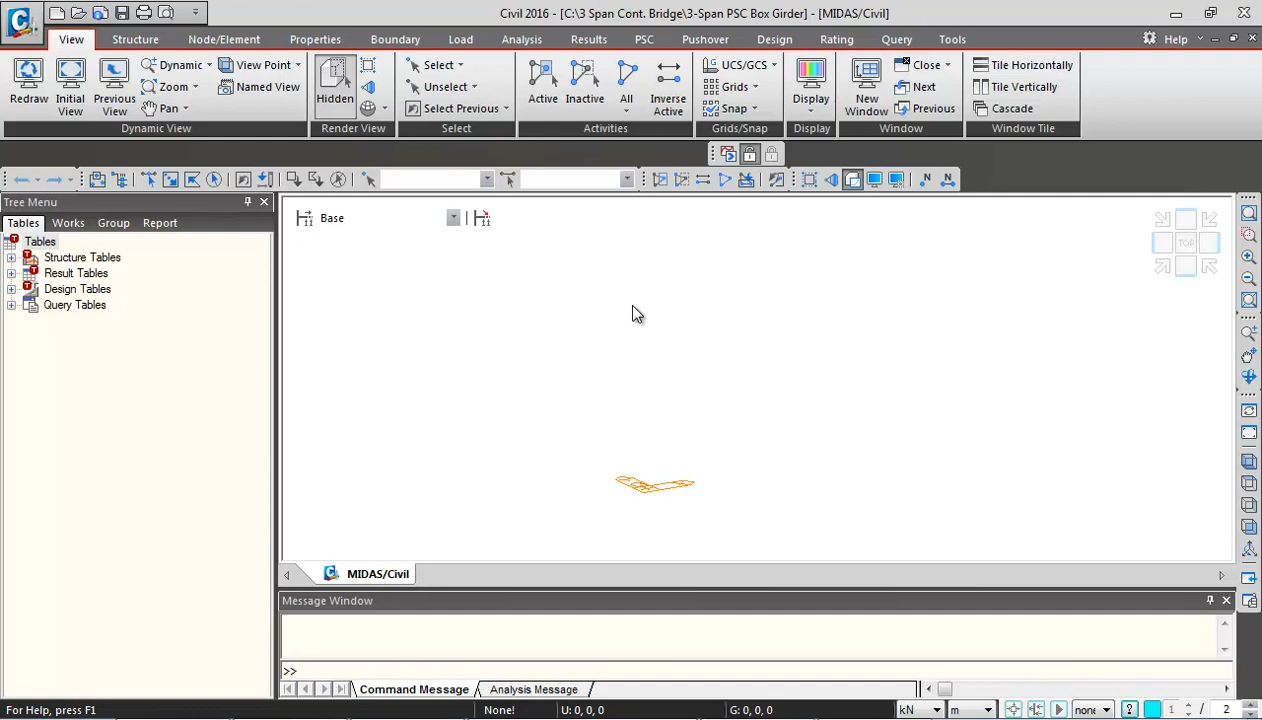 Civil 2016 - [C:\3 Span Cont. Bridge\3-Span PSC Box Girder] - [MIDAS/Civil]
View Structure Node/Element Properties Boundary Load Analysis Results PSC Pushover Design Rating Query Tools Help
Redraw
Initial View
Previous View
Dynamic
Zoom
Pan
View Point
Named View
Dynamic View
Hidden
Render View
Select
Unselect
Select Previous
Select
Active
Inactive
All
Inverse Active
Activities
UCS/GCS
Grids
Snap
Grids/Snap
Display
Display
New Window
Close
Next
Previous
Window
Tile Horizontally
Tile Vertically
Cascade
Window Tile
Tree Menu
Tables Works Group Report
Tables
Structure Tables
Result Tables
Design Tables
Query Tables
Base
TOP
MIDAS/Civil
Message Window
>>
Command Message Analysis Message
For Help, press F1 None! U: 0, 0, 0 G: 0, 0, 0 kN m none ? 1 / 2